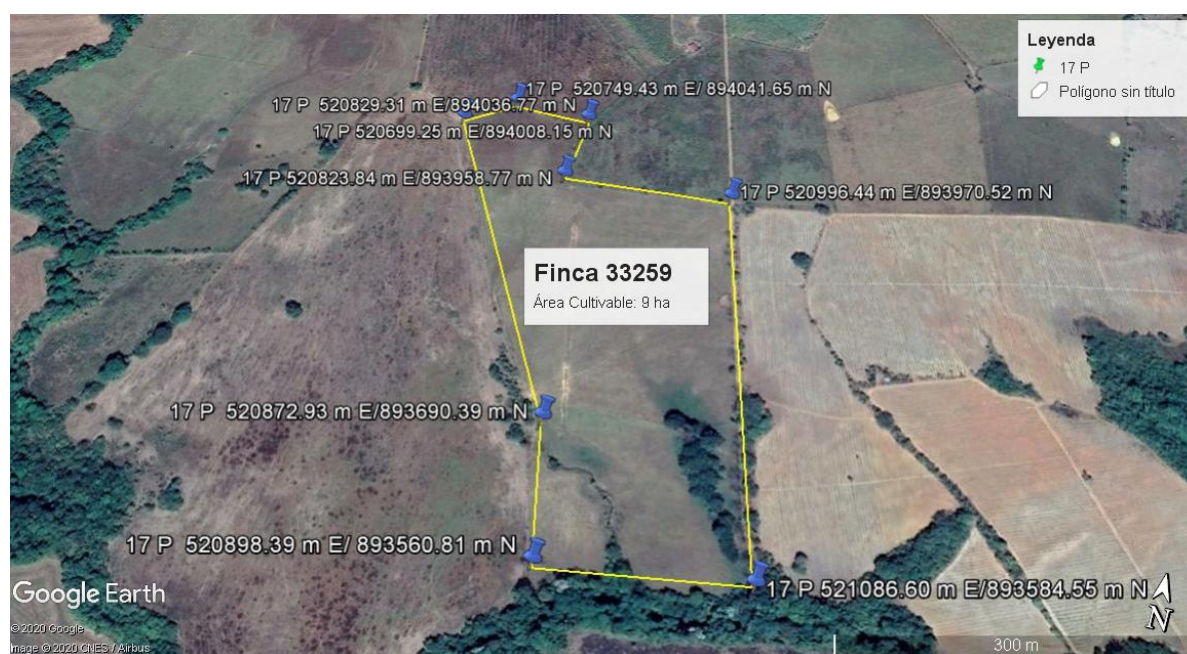 Leyenda
17 P
Polígono sin título
17 P 520749.43 m E/ 894041.65 m N
17 P 520829.31 m E/894036.77 m N
17 P 520699.25 m E/894008.15 m N
17 P 520823.84 m E/893958.77 m N
17 P 520996.44 m E/893970.52 m N
Finca 33259
Área Cultivable: 9 ha
17 P 520872.93 m E/893690.39 m N
17 P 520898.39 m E/ 893560.81 m N
17 P 521086.60 m E/893584.55 m N
Google Earth
N
© 2020 Google
Image © 2020 CNES / Airbus
300 m